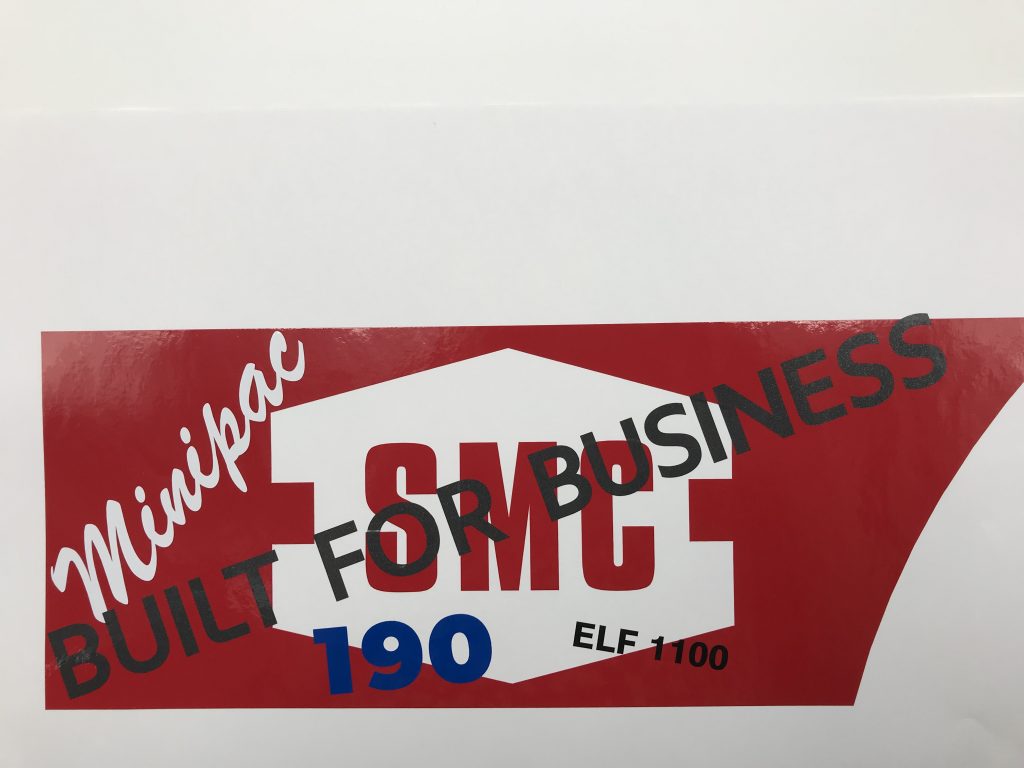 Minipac
SMC
BUILT FOR BUSINESS
190
ELF 1100